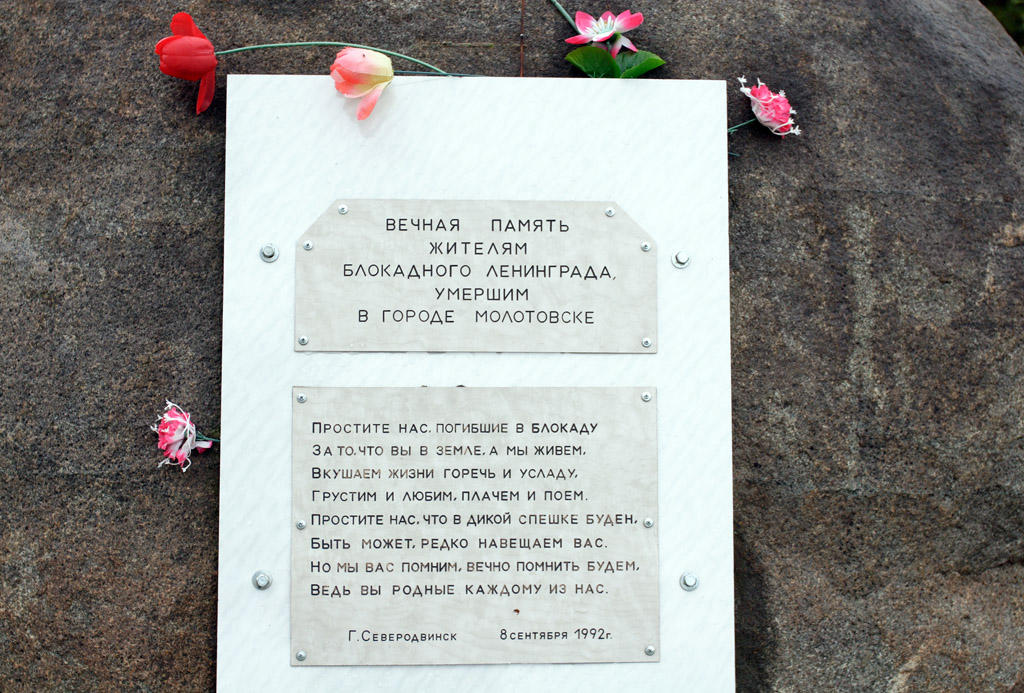 ВЕЧНАЯ ПАМЯТЬ
ЖИТЕЛЯМ
БЛОКАДНОГО ЛЕНИНГРАДА,
УМЕРШИМ
В ГОРОДЕ МОЛОТОВСКЕ
ПРОСТИТЕ НАС, ПОГИБШИЕ В БЛОКАДУ
ЗА ТО, ЧТО ВЫ В ЗЕМЛЕ, А МЫ ЖИВЕМ,
ВКУШАЕМ ЖИЗНИ ГОРЕЧЬ И УСЛАДУ,
ГРУСТИМ И ЛЮБИМ, ПЛАЧЕМ И ПОЕМ.
ПРОСТИТЕ НАС, ЧТО В ДИКОЙ СПЕШКЕ БУДЕН,
БЫТЬ МОЖЕТ, РЕДКО НАВЕЩАЕМ ВАС.
НО МЫ ВАС ПОМНИМ, ВЕЧНО ПОМНИТЬ БУДЕМ,
ВЕДЬ ВЫ РОДНЫЕ КАЖДОМУ ИЗ НАС.
Г. СЕВЕРОДВИНСК 8 СЕНТЯБРЯ 1992г.